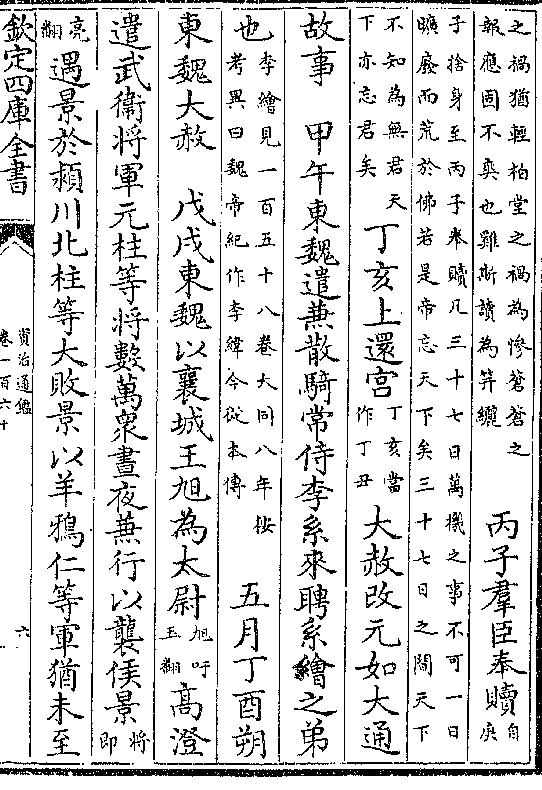 之禍猶輕柏堂之禍為慘蒼蒼之
報應固不爽也雖斯讀為筭纚
丙子羣臣奉贖
自
庚
子捨身至丙子奉贖凡三十七日萬機之事不可一日
曠廢而荒於佛若是帝忘天下矣三十七日之間天下
不知為無君天
下亦忘君矣
丁亥上還宮
丁亥當
作丁丑
大赦改元如大通
故事　甲午東魏遣兼散騎常侍李系來聘系繪之弟
也
李繪見一百五十八卷大同八年按
考異曰魏帝紀作李緯今從本傳
五月丁酉朔
東魏大赦　戊戌東魏以襄城王旭為太尉
旭吁
玉翻
高澄
遣武衛將軍元柱等將數萬衆晝夜兼行以襲侯景
將
即
亮
翻
遇景於潁川北柱等大敗景以羊鴉仁等軍猶未至
欽定四庫全書
資治通鑑
卷一百六十
六